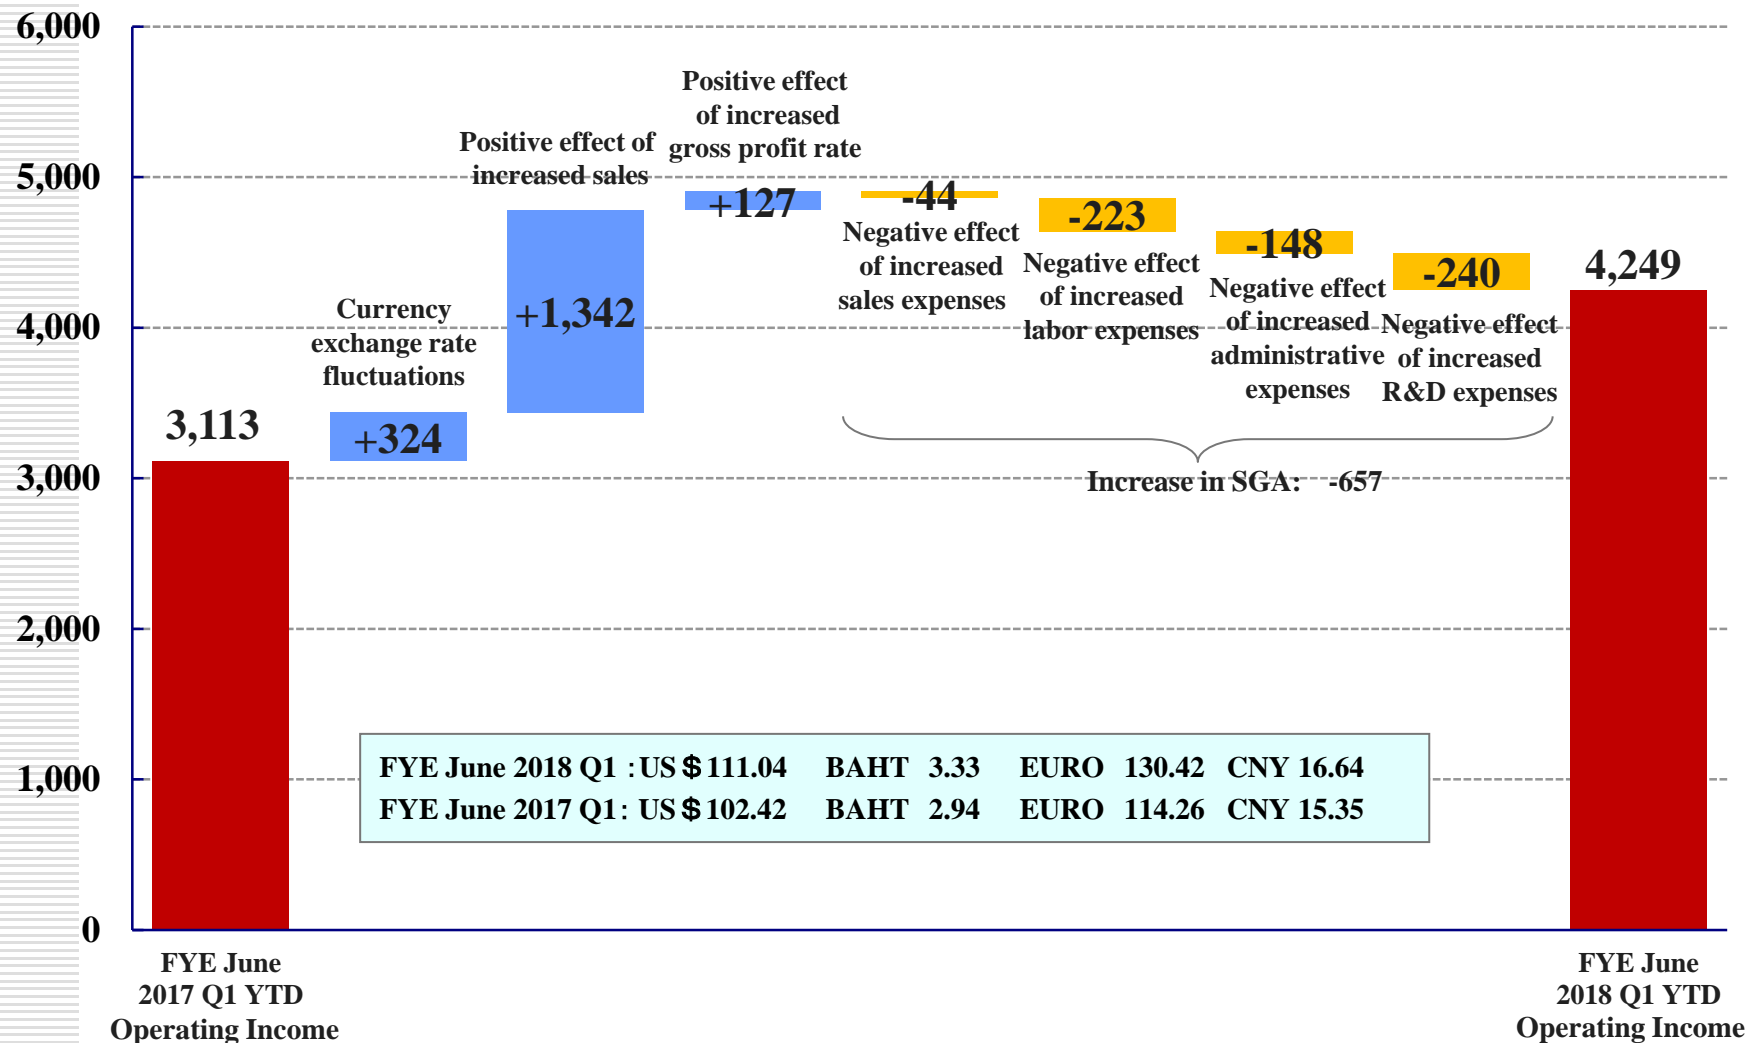 6,000
5,000
4,000
3,000
2,000
1,000
0
3,113
Currency
exchange rate
fluctuations
+324
Positive effect of
increased sales
+1,342
Positive effect
of increased
gross profit rate
+127
-44
Negative effect
of increased
sales expenses
-223
Negative effect
of increased
labor expenses
-148
Negative effect
of increased
administrative
expenses
-240
Negative effect
of increased
R&D expenses
4,249
Increase in SGA: -657
FYE June 2018 Q1 : US $ 111.04 BAHT 3.33 EURO 130.42 CNY 16.64
FYE June 2017 Q1 : US $ 102.42 BAHT 2.94 EURO 114.26 CNY 15.35
FYE June
2017 Q1 YTD
Operating Income
FYE June
2018 Q1 YTD
Operating Income